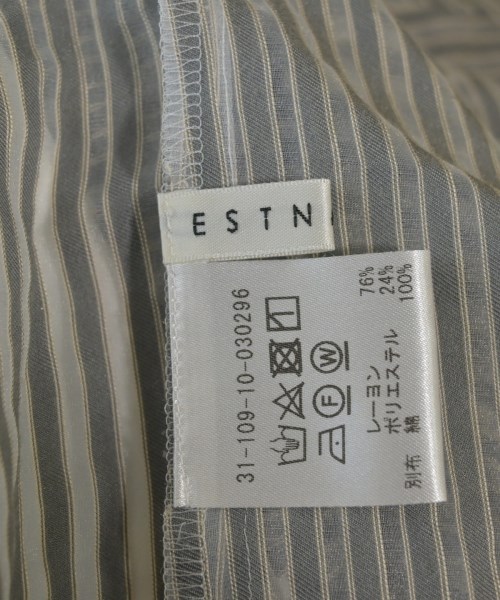 ESTN
レーヨン 76%
ポリエステル 24%
別布 綿 100%
F W
31-109-10-030296